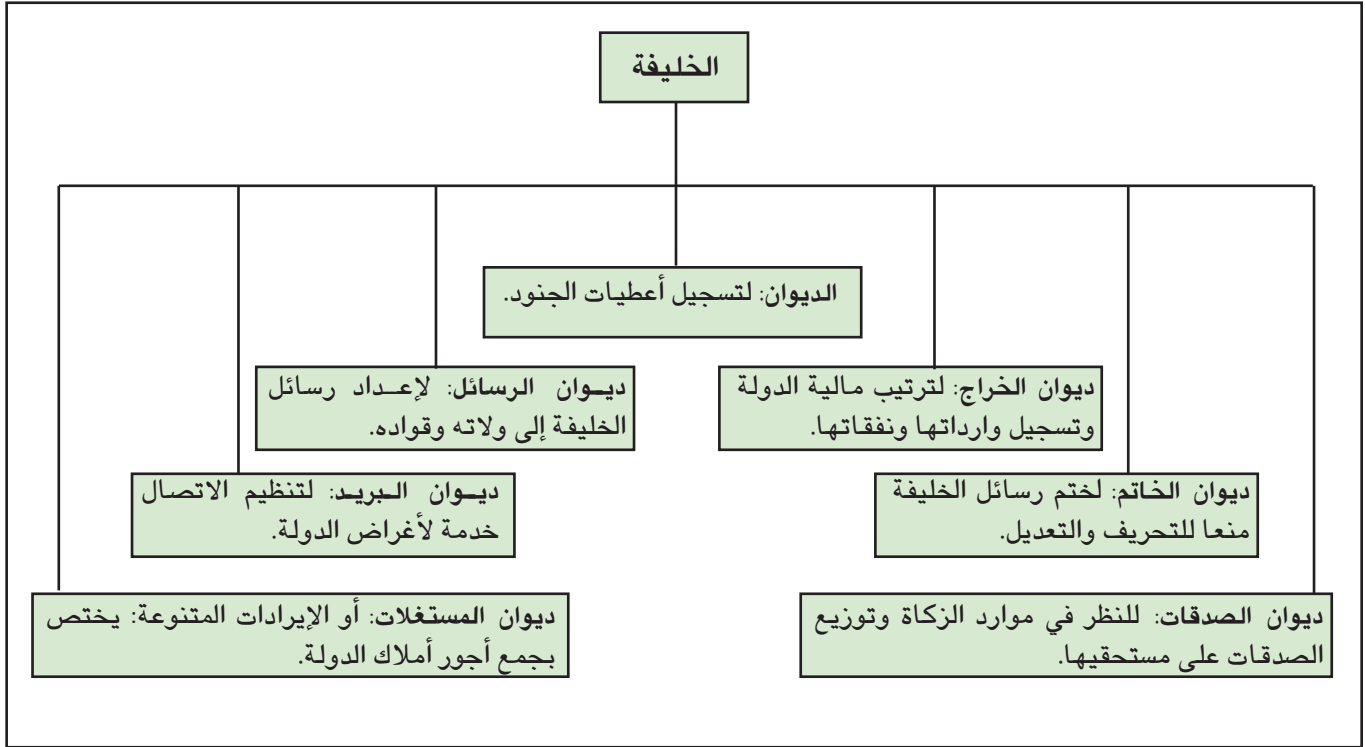 الخليفة
الديوان: لتسجيل أعطيات الجنود.
ديوان الخراج: لترتيب مالية الدولة
وتسجيل وارداتها ونفقاتها.
ديوان الرسائل: لإعداد رسائل
الخليفة إلى ولاته وقواده.
ديوان الخاتم: لختم رسائل الخليفة
منعا للتحريف والتعديل.
ديوان البريد: لتنظيم الاتصال
خدمة لأغراض الدولة.
ديوان الصدقات: للنظر في موارد الزكاة وتوزيع
الصدقات على مستحقيها.
ديوان المستغلات: أو الإيرادات المتنوعة: يختص
بجمع أجور أملاك الدولة.